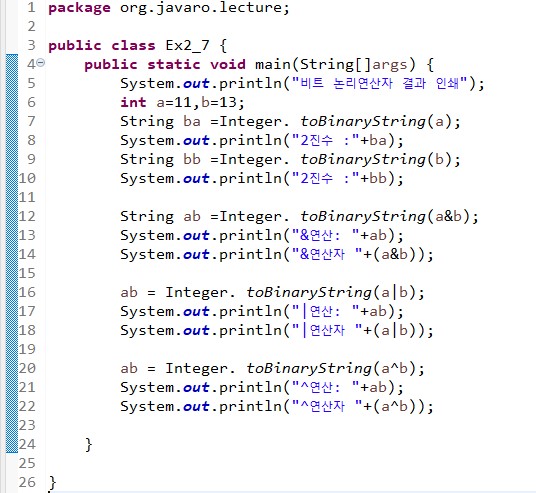 1 package org.javaro.lecture;
2
3 public class Ex2_7 {
4 public static void main(String[]args) {
5 System.out.println("비트 논리연산자 결과 인쇄");
6 int a=11,b=13;
7 String ba =Integer. toBinaryString(a);
8 System.out.println("2진수 :"+ba);
9 String bb =Integer. toBinaryString(b);
10 System.out.println("2진수 :"+bb);
11
12 String ab =Integer. toBinaryString(a&b);
13 System.out.println("&연산: "+ab);
14 System.out.println("&연산자 "+(a&b));
15
16 ab = Integer. toBinaryString(a|b);
17 System.out.println("|연산: "+ab);
18 System.out.println("|연산자 "+(a|b));
19
20 ab = Integer. toBinaryString(a^b);
21 System.out.println("^연산: "+ab);
22 System.out.println("^연산자 "+(a^b));
23
24 }
25
26 }